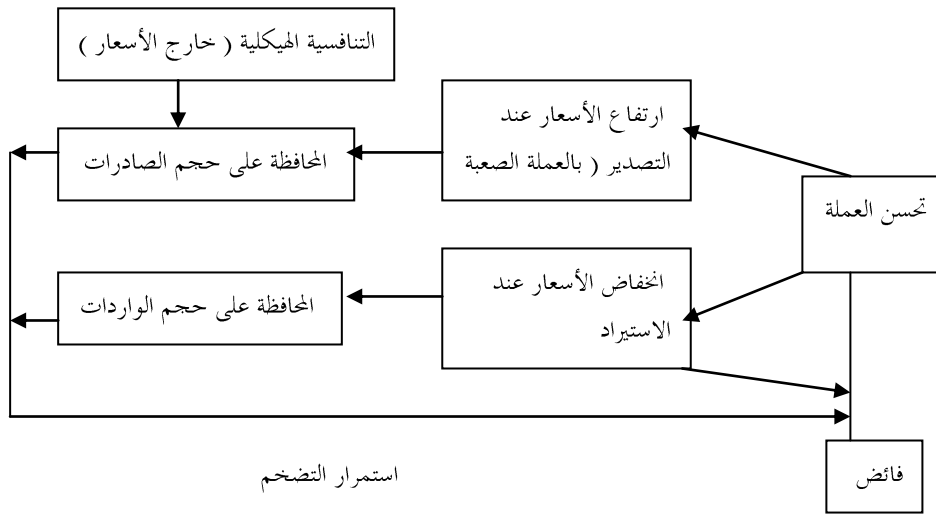 التنافسية الهيكلية ( خارج الأسعار )
ارتفاع الأسعار عند
التصدير ( بالعملة الصعبة
المحافظة على حجم الصادرات
تحسن العملة
انخفاض الأسعار عند
الاستيراد
المحافظة على حجم الواردات
فائض
استمرار التضخم